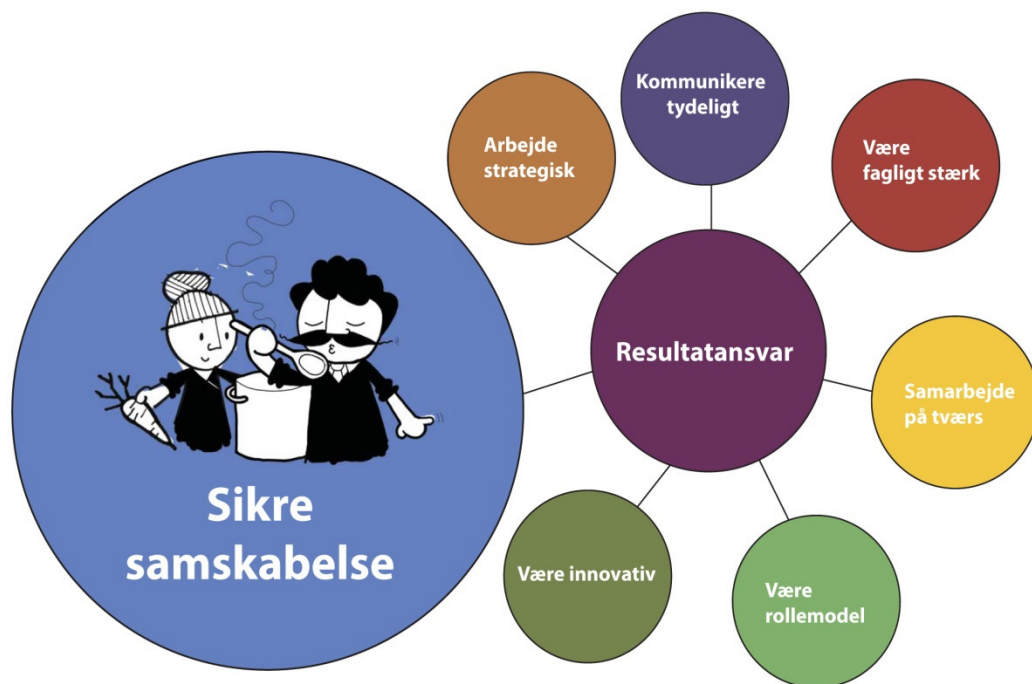 Kommunikere
tydeligt
Arbejde
strategisk
Være
fagligt stærk
Resultatansvar
Samarbejde
på tværs
Sikre
samskabelse
Være innovativ
Være
rollemodel